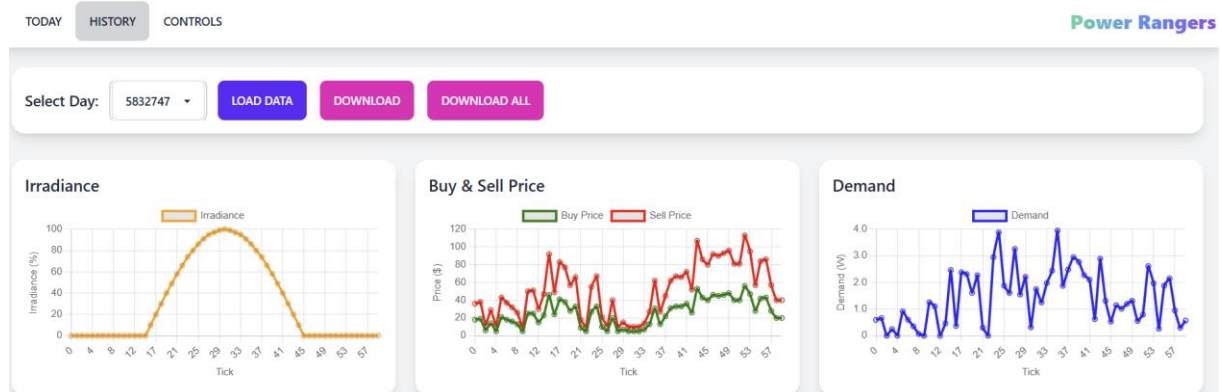 TODAY HISTORY CONTROLS Power Rangers
Select Day: 5832747 LOAD DATA DOWNLOAD DOWNLOAD ALL
Irradiance
Irradiance
Irradiance (%)
100
80
60
40
20
0
0 4 8 12 17 21 25 29 33 37 41 45 49 53 57
Tick
Buy & Sell Price
Buy Price Sell Price
Price ($)
120
100
80
60
40
20
0
0 4 8 12 17 21 25 29 33 37 41 45 49 53 57
Tick
Demand
Demand
Demand (W)
4.0
3.0
2.0
1.0
0
0 4 8 12 17 21 25 29 33 37 41 45 49 53 57
Tick